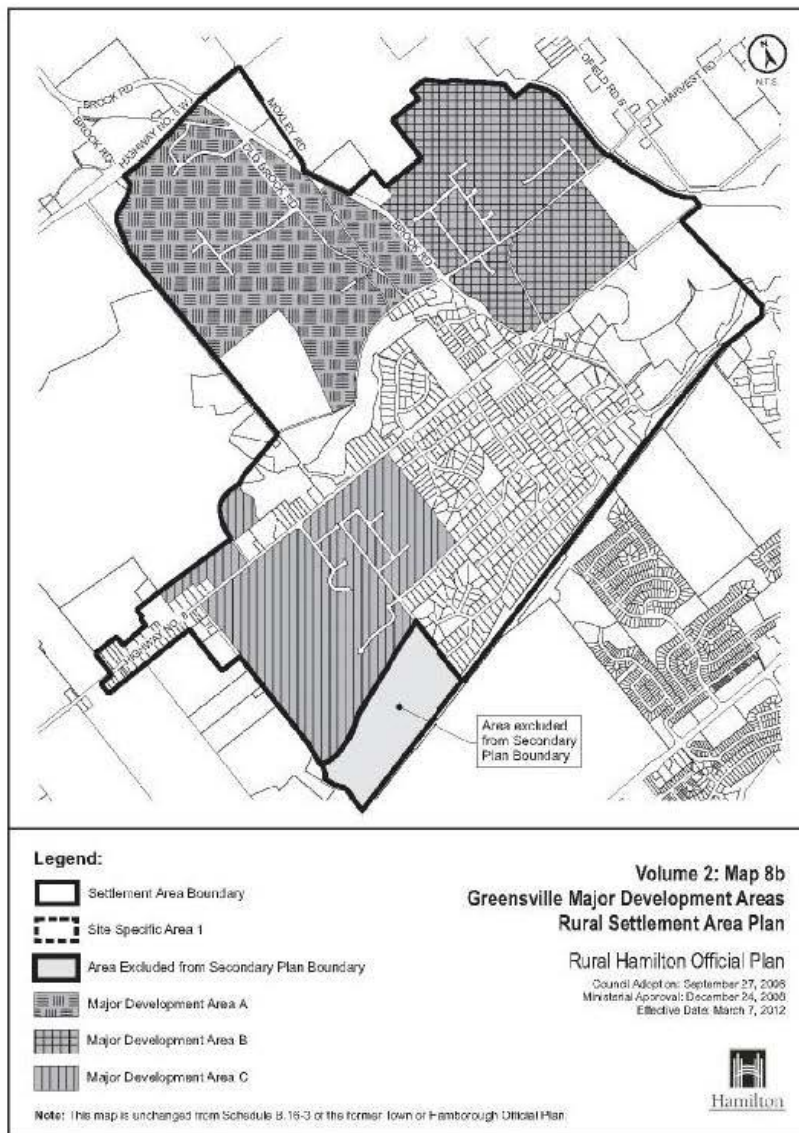 N
N.T.S.
BROCK RD
BROCK RD
HIGHWAY NO. 5 W
MOXLEY RD
OLD BROCK RD
BROCK RD
OFIELD RD S
HARVEST RD
HIGHWAY NO. 8
Area excluded
from Secondary
Plan Boundary
Legend:
Settlement Area Boundary
Site Specific Area 1
Area Excluded from Secondary Plan Boundary
Major Development Area A
Major Development Area B
Major Development Area C
Volume 2: Map 8b
Greensville Major Development Areas
Rural Settlement Area Plan
Rural Hamilton Official Plan
Council Adoption: September 27, 2006
Ministerial Approval: December 24, 2008
Effective Date: March 7, 2012
Hamilton
Note: This map is unchanged from Schedule B.16-3 of the former Town of Flamborough Official Plan.